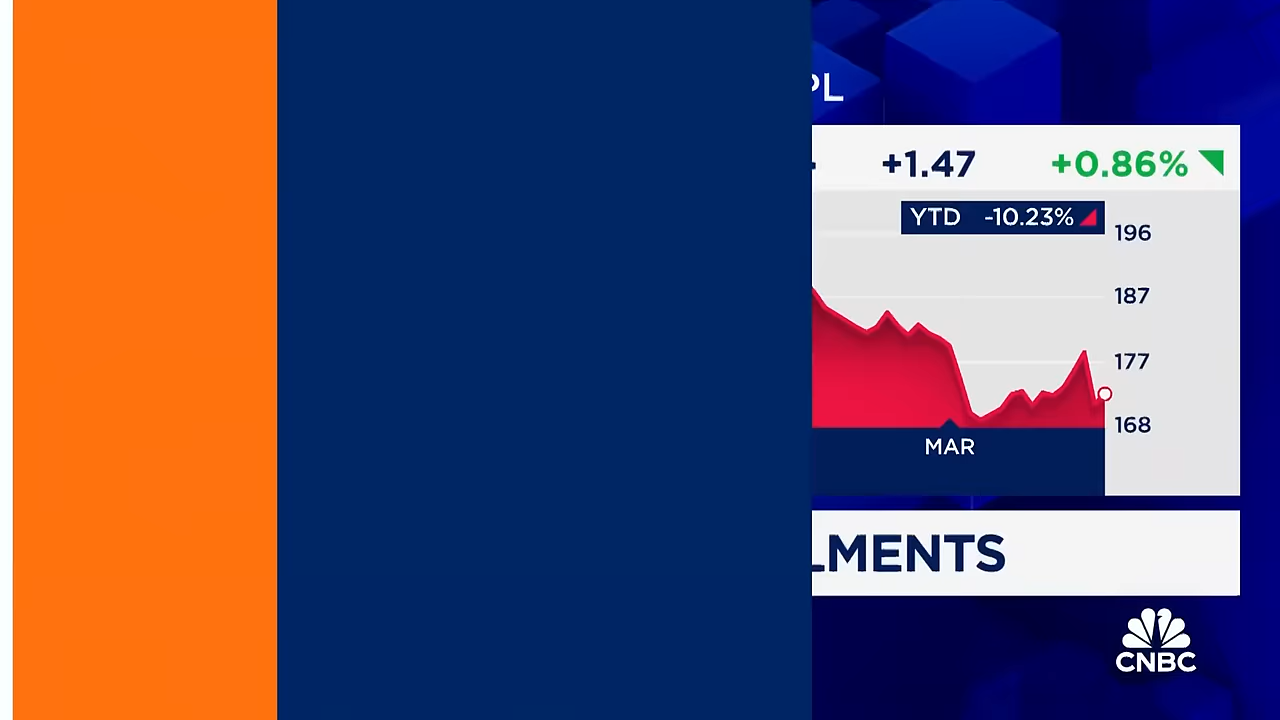 PL
+1.47 +0.86%
YTD -10.23%
196
187
177
168
MAR
LMENTS
CNBC